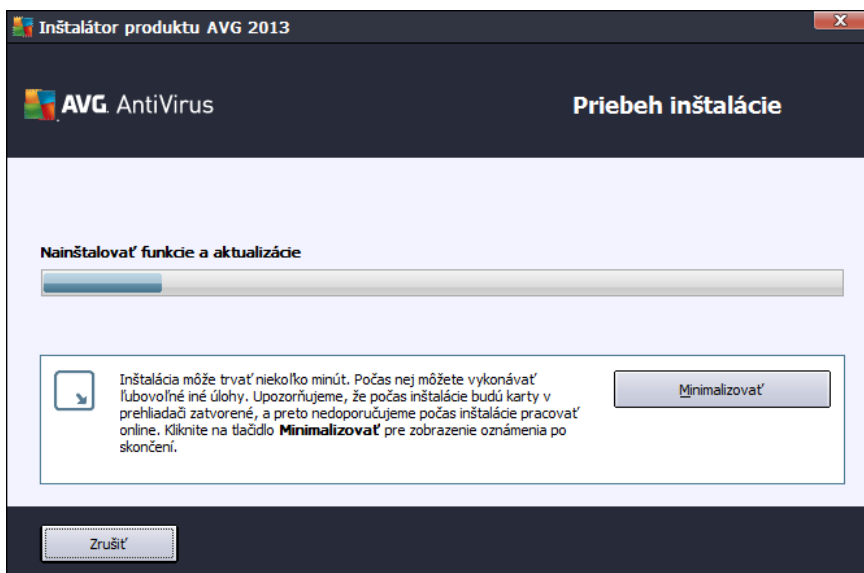 Inštalátor produktu AVG 2013
AVG. AntiVirus
Priebeh inštalácie
Nainštalovať funkcie a aktualizácie
Inštalácia môže trvať niekoľko minút. Počas nej môžete vykonávať
ľubovoľné iné úlohy. Upozorňujeme, že počas inštalácie budú karty v
prehliadači zatvorené, a preto nedoporučujeme počas inštalácie pracovať
online. Kliknite na tlačidlo Minimalizovať pre zobrazenie oznámenia po
skončení.
Minimalizovať
Zrušiť